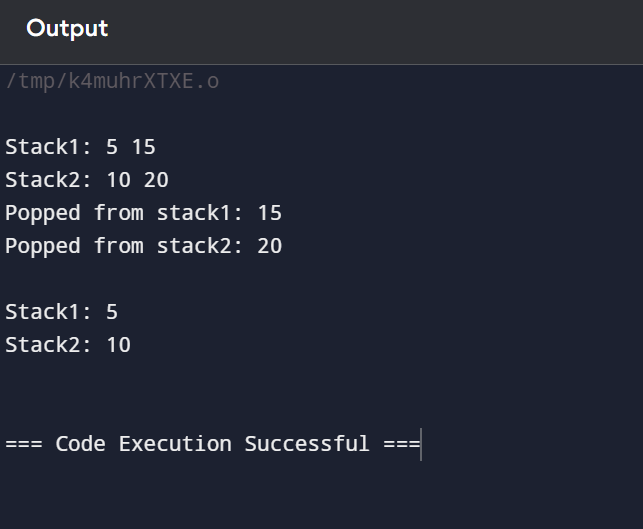 Output
/tmp/k4muhrXTXE.o
Stack1: 5 15
Stack2: 10 20
Popped from stack1: 15
Popped from stack2: 20
Stack1: 5
Stack2: 10
=== Code Execution Successful ===